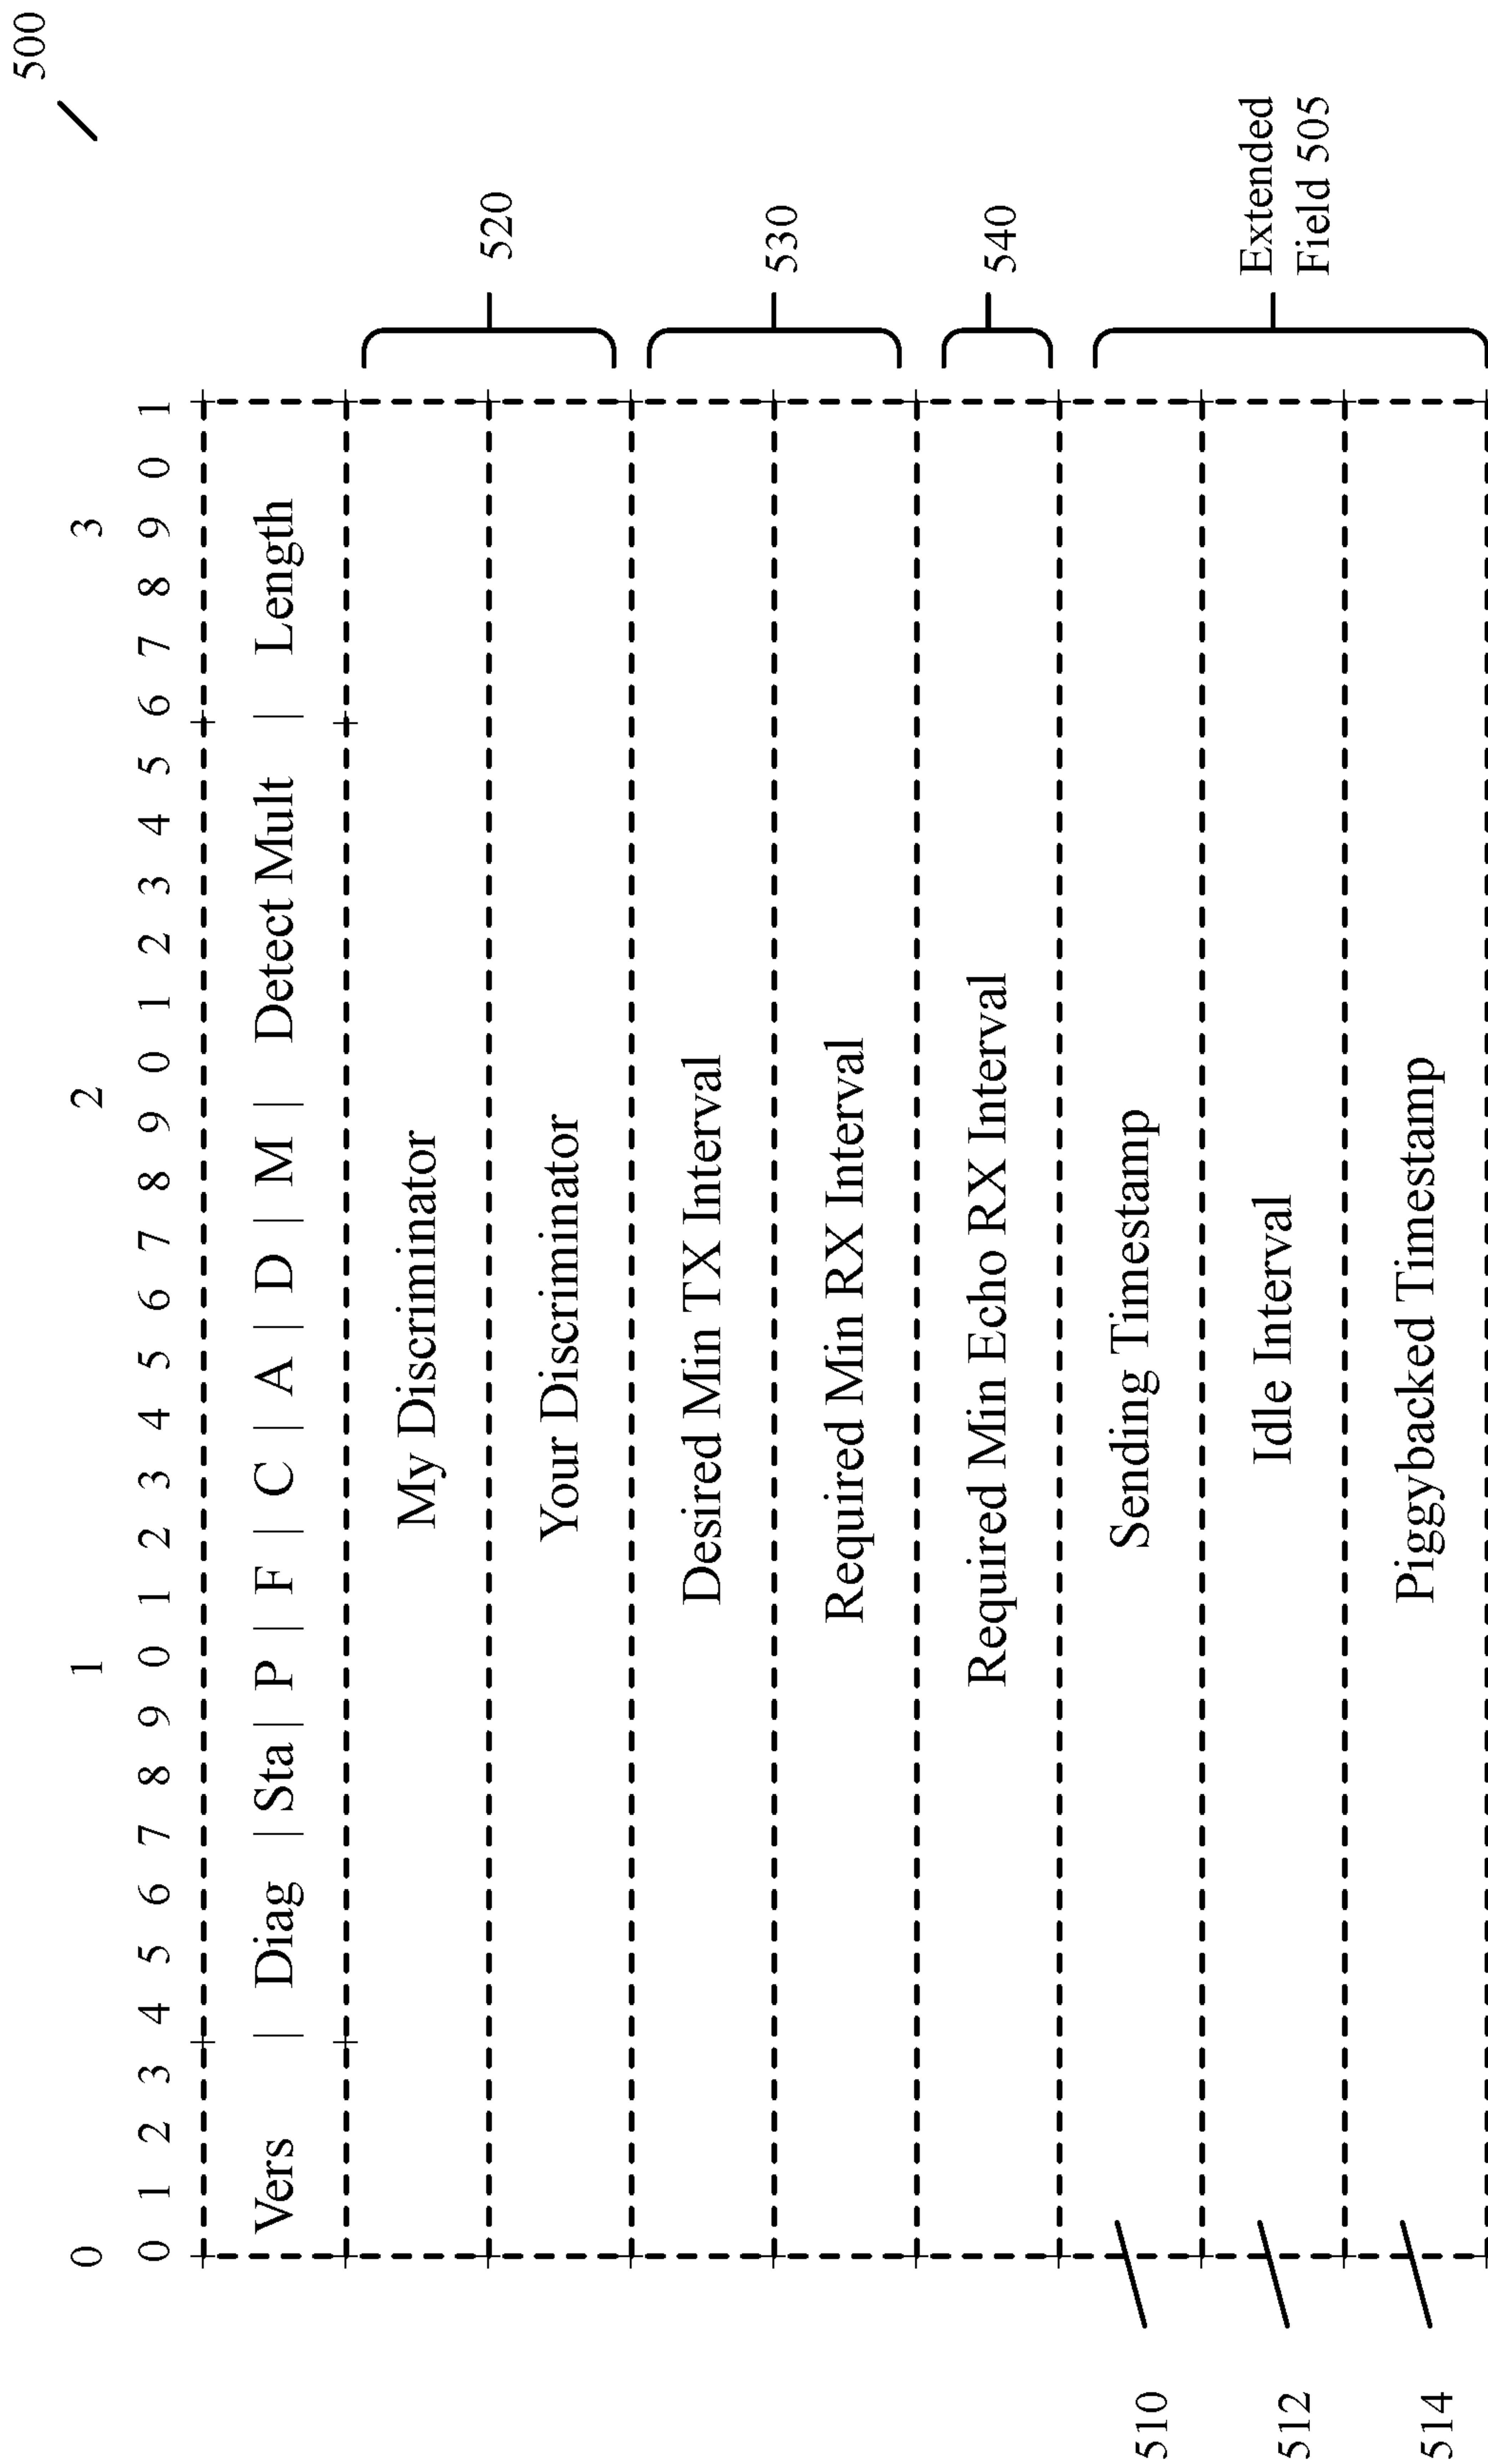 500
0 1 2 3
0 1 2 3 4 5 6 7 8 9 0 1 2 3 4 5 6 7 8 9 0 1 2 3 4 5 6 7 8 9 0 1
Vers | Diag | Sta | P | F | C | A | D | M | Detect Mult | Length
My Discriminator
520
Your Discriminator
Desired Min TX Interval
530
Required Min RX Interval
Required Min Echo RX Interval
540
510
Sending Timestamp
512
Idle Interval
Extended
Field 505
514
Piggybacked Timestamp